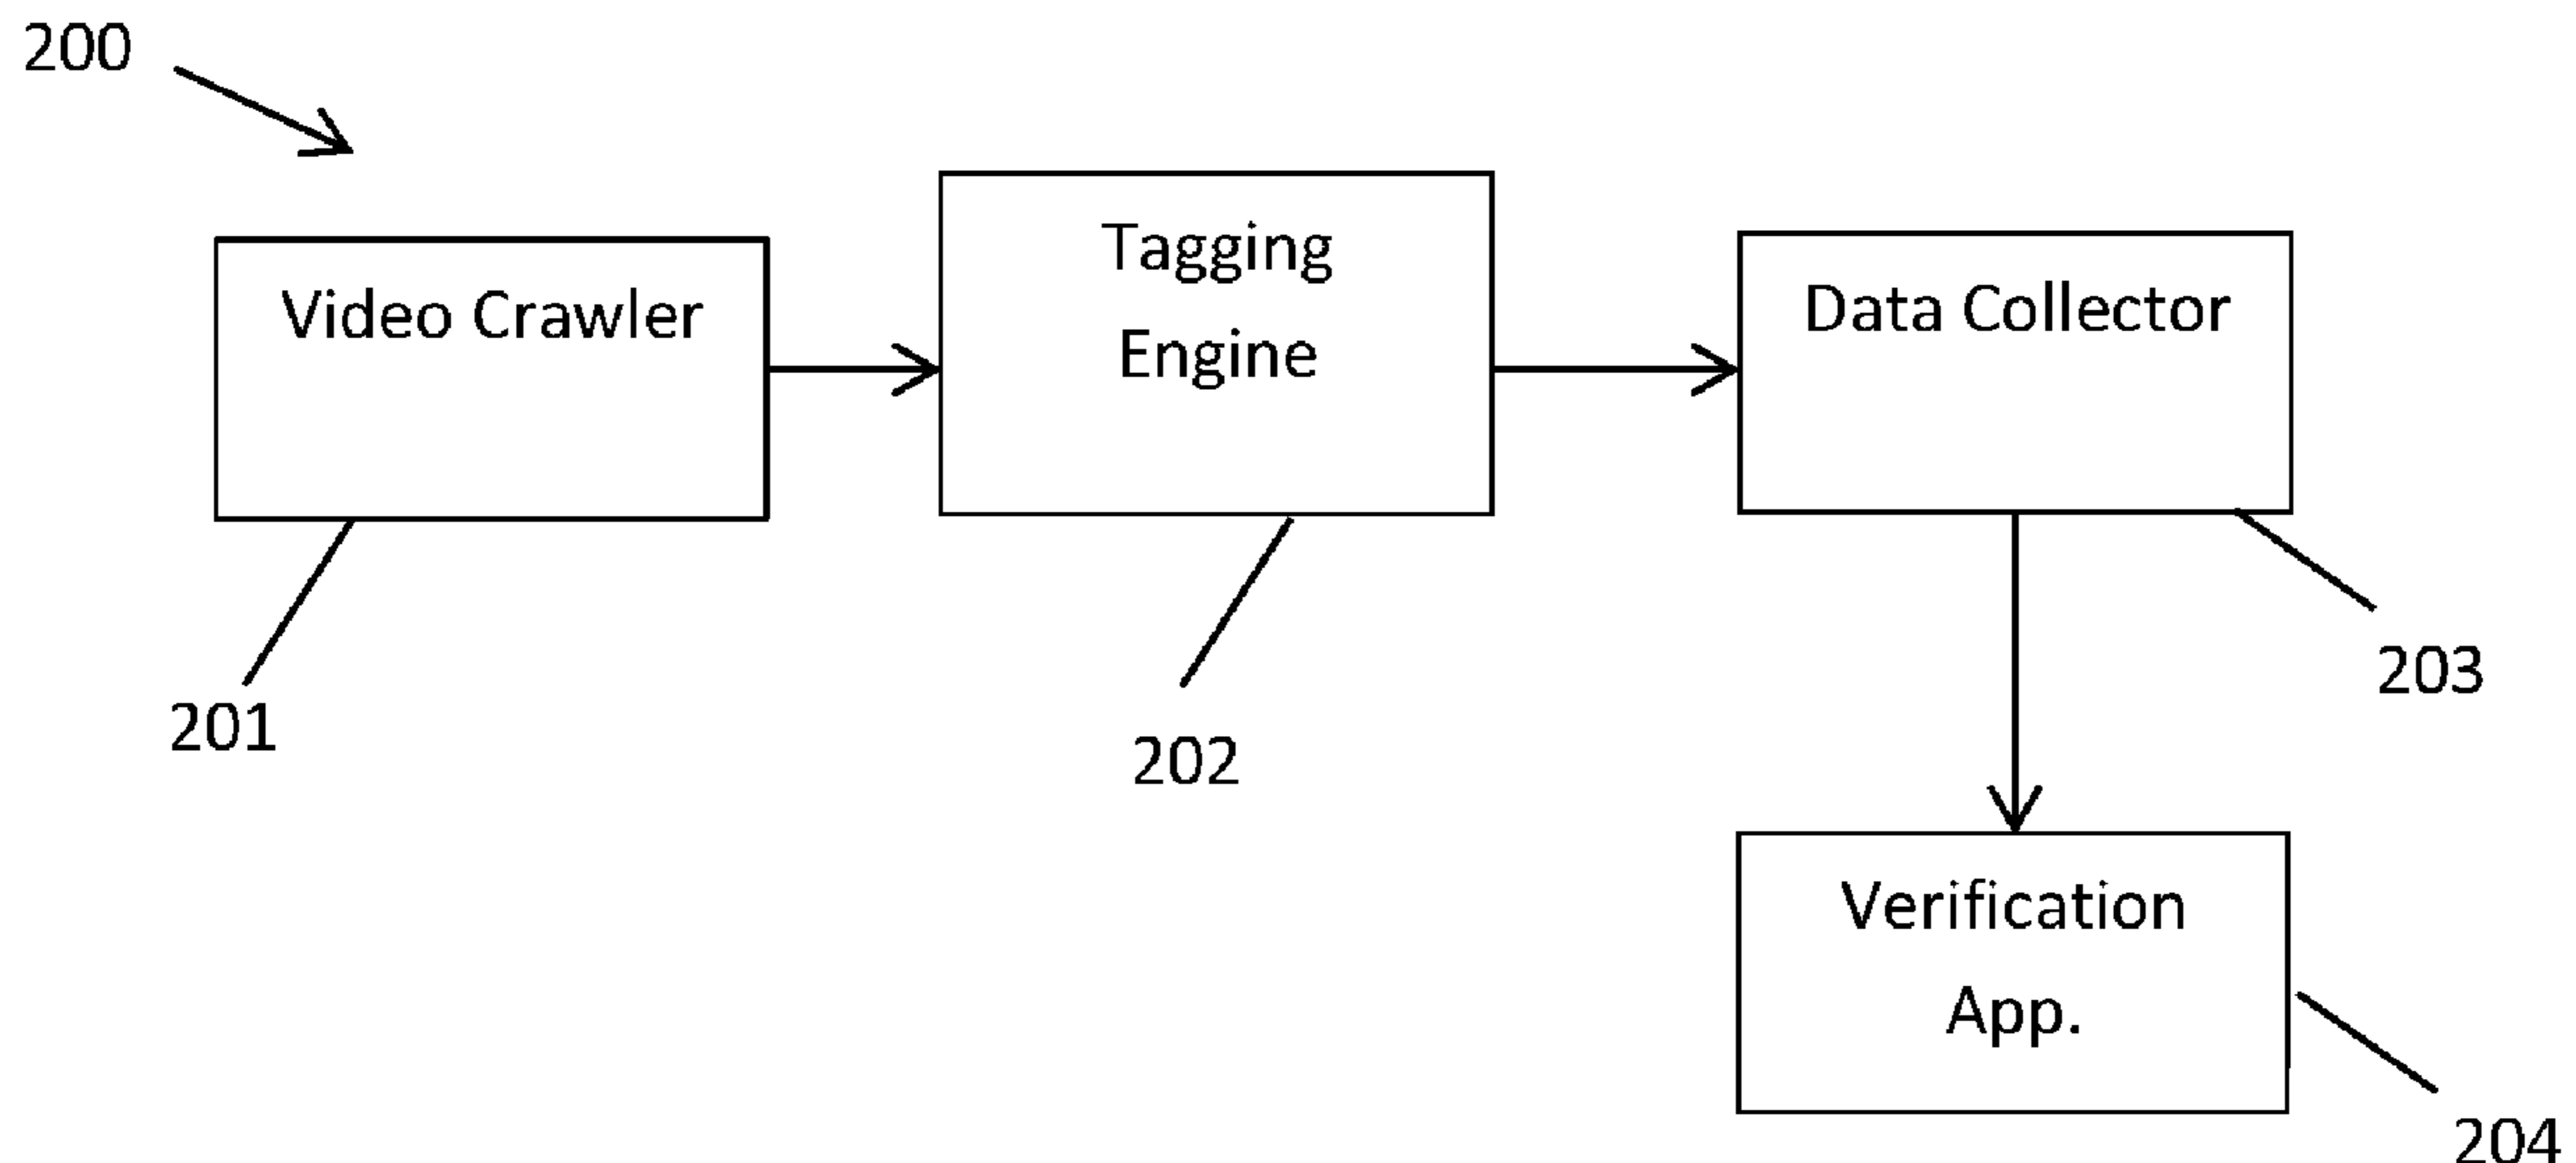 200
Video Crawler
Tagging
Engine
Data Collector
201
202
203
Verification
App.
204